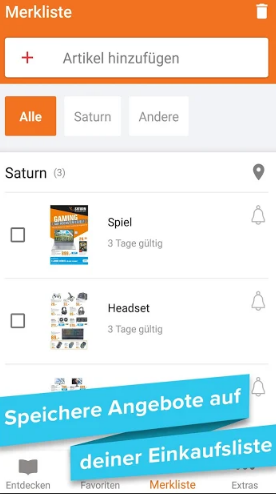 Merkliste
+ Artikel hinzufügen
Alle Saturn Andere
Saturn (3)
GAMING
Spiel
3 Tage gültig
Headset
3 Tage gültig
Speichere Angebote auf
deiner Einkaufsliste
Entdecken Favoriten Merkliste Extras